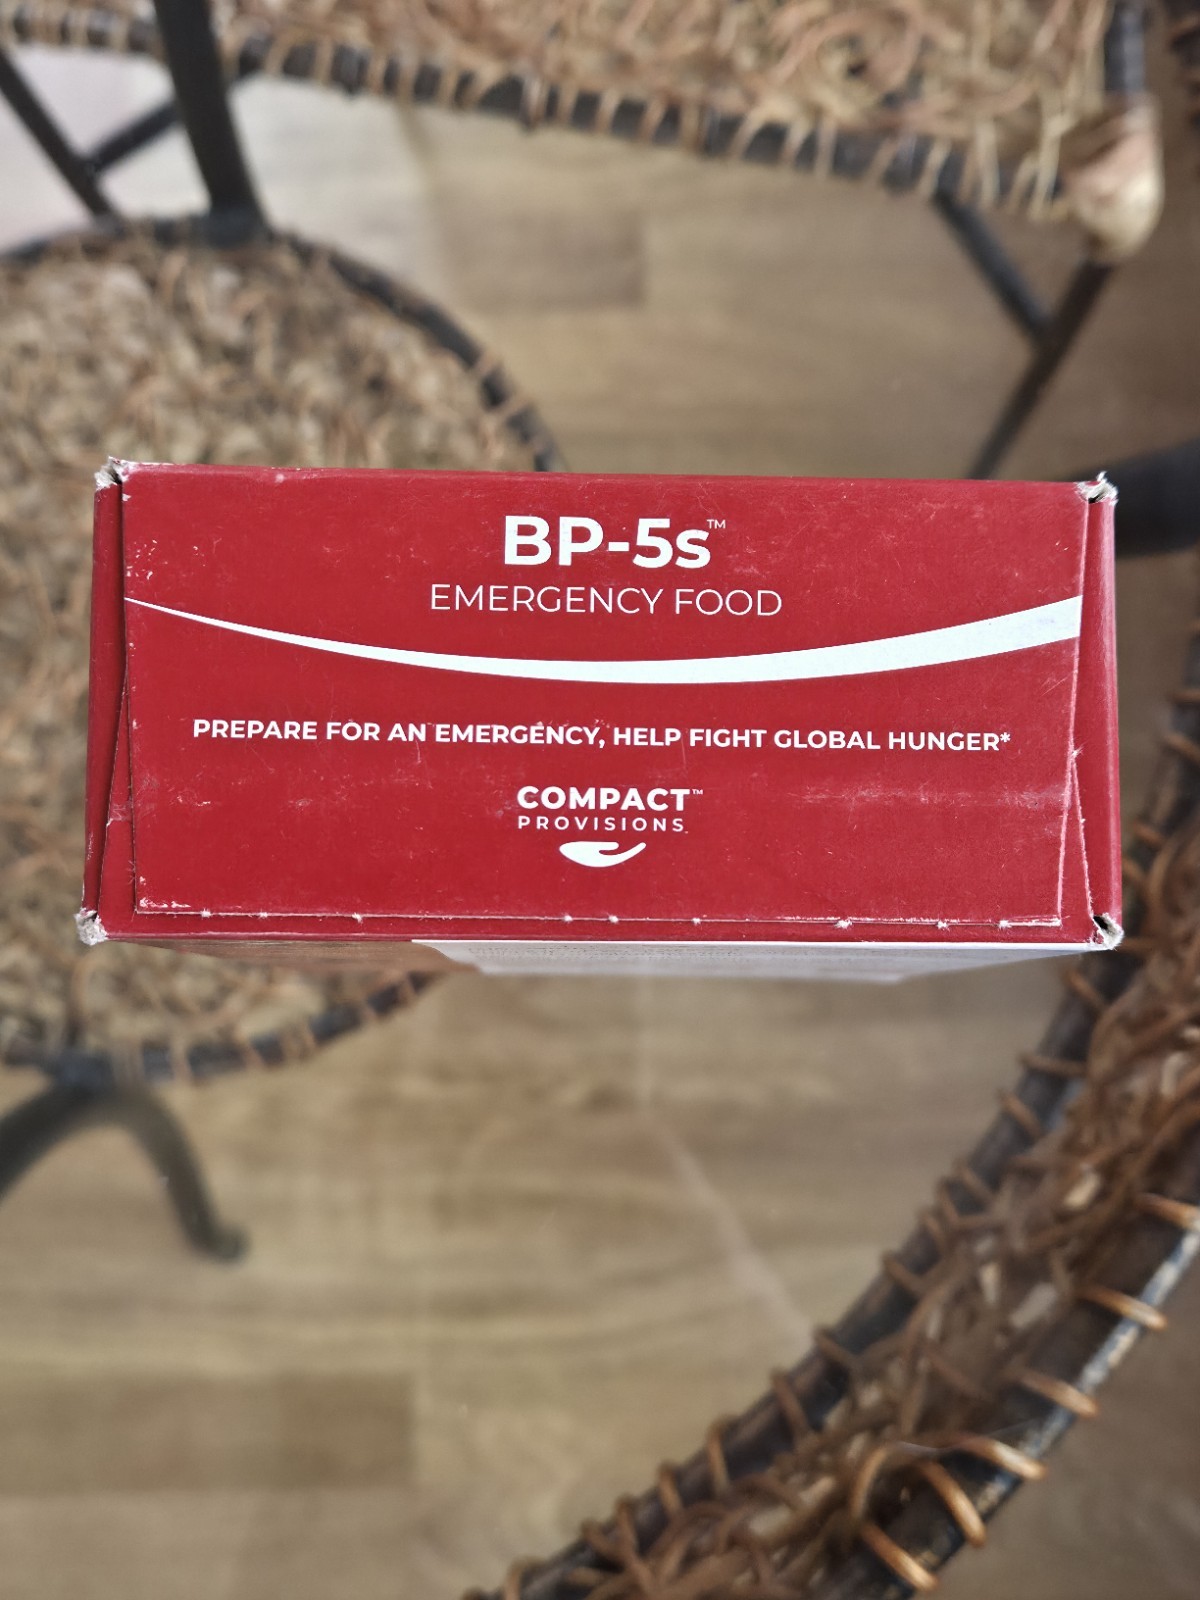 BP-5s™
EMERGENCY FOOD
PREPARE FOR AN EMERGENCY, HELP FIGHT GLOBAL HUNGER*
COMPACT™
PROVISIONS